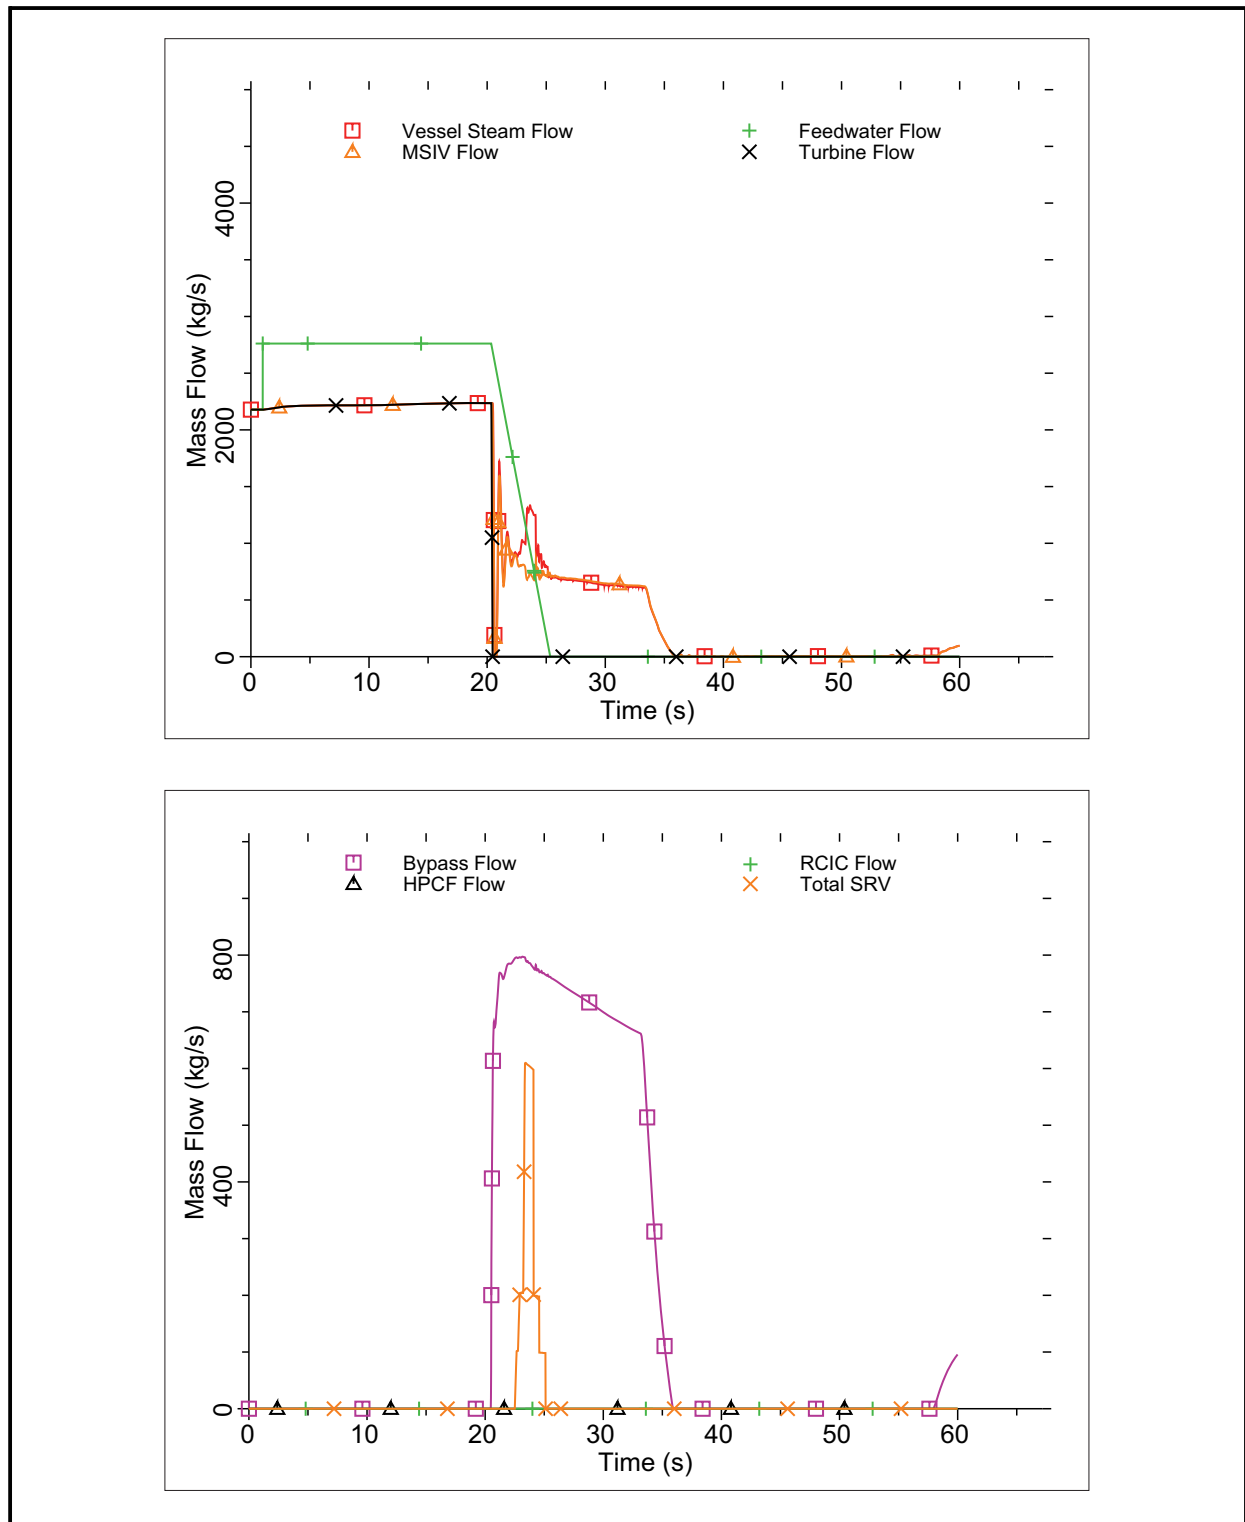 Vessel Steam Flow Feedwater Flow
MSIV Flow Turbine Flow
Mass Flow (kg/s)
4000
2000
0
0 10 20 30 40 50 60
Time (s)
Bypass Flow RCIC Flow
HPCF Flow Total SRV
Mass Flow (kg/s)
800
400
0
0 10 20 30 40 50 60
Time (s)